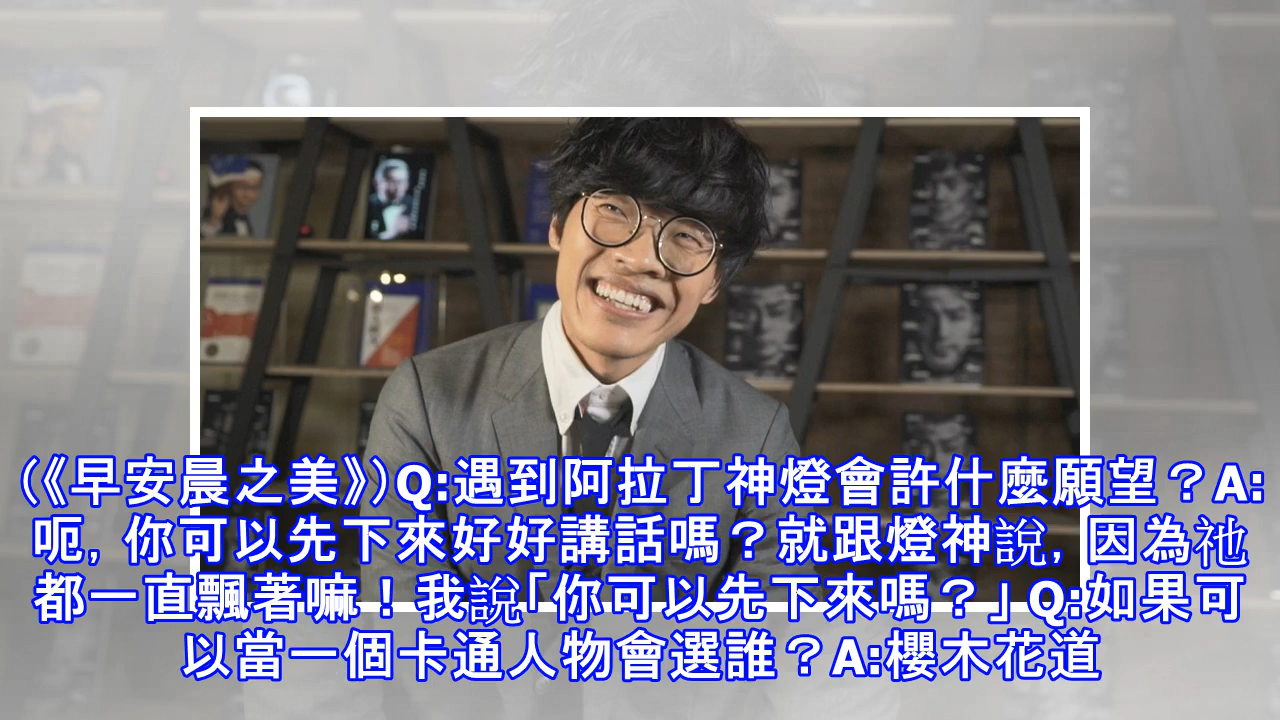 (《早安晨之美》)Q:遇到阿拉丁神燈會許什麼願望？A:
呃, 你可以先下來好好講話嗎？就跟燈神說, 因為祂
都一直飄著嘛！我說「你可以先下來嗎？」Q:如果可
以當一個卡通人物會選誰？A:櫻木花道